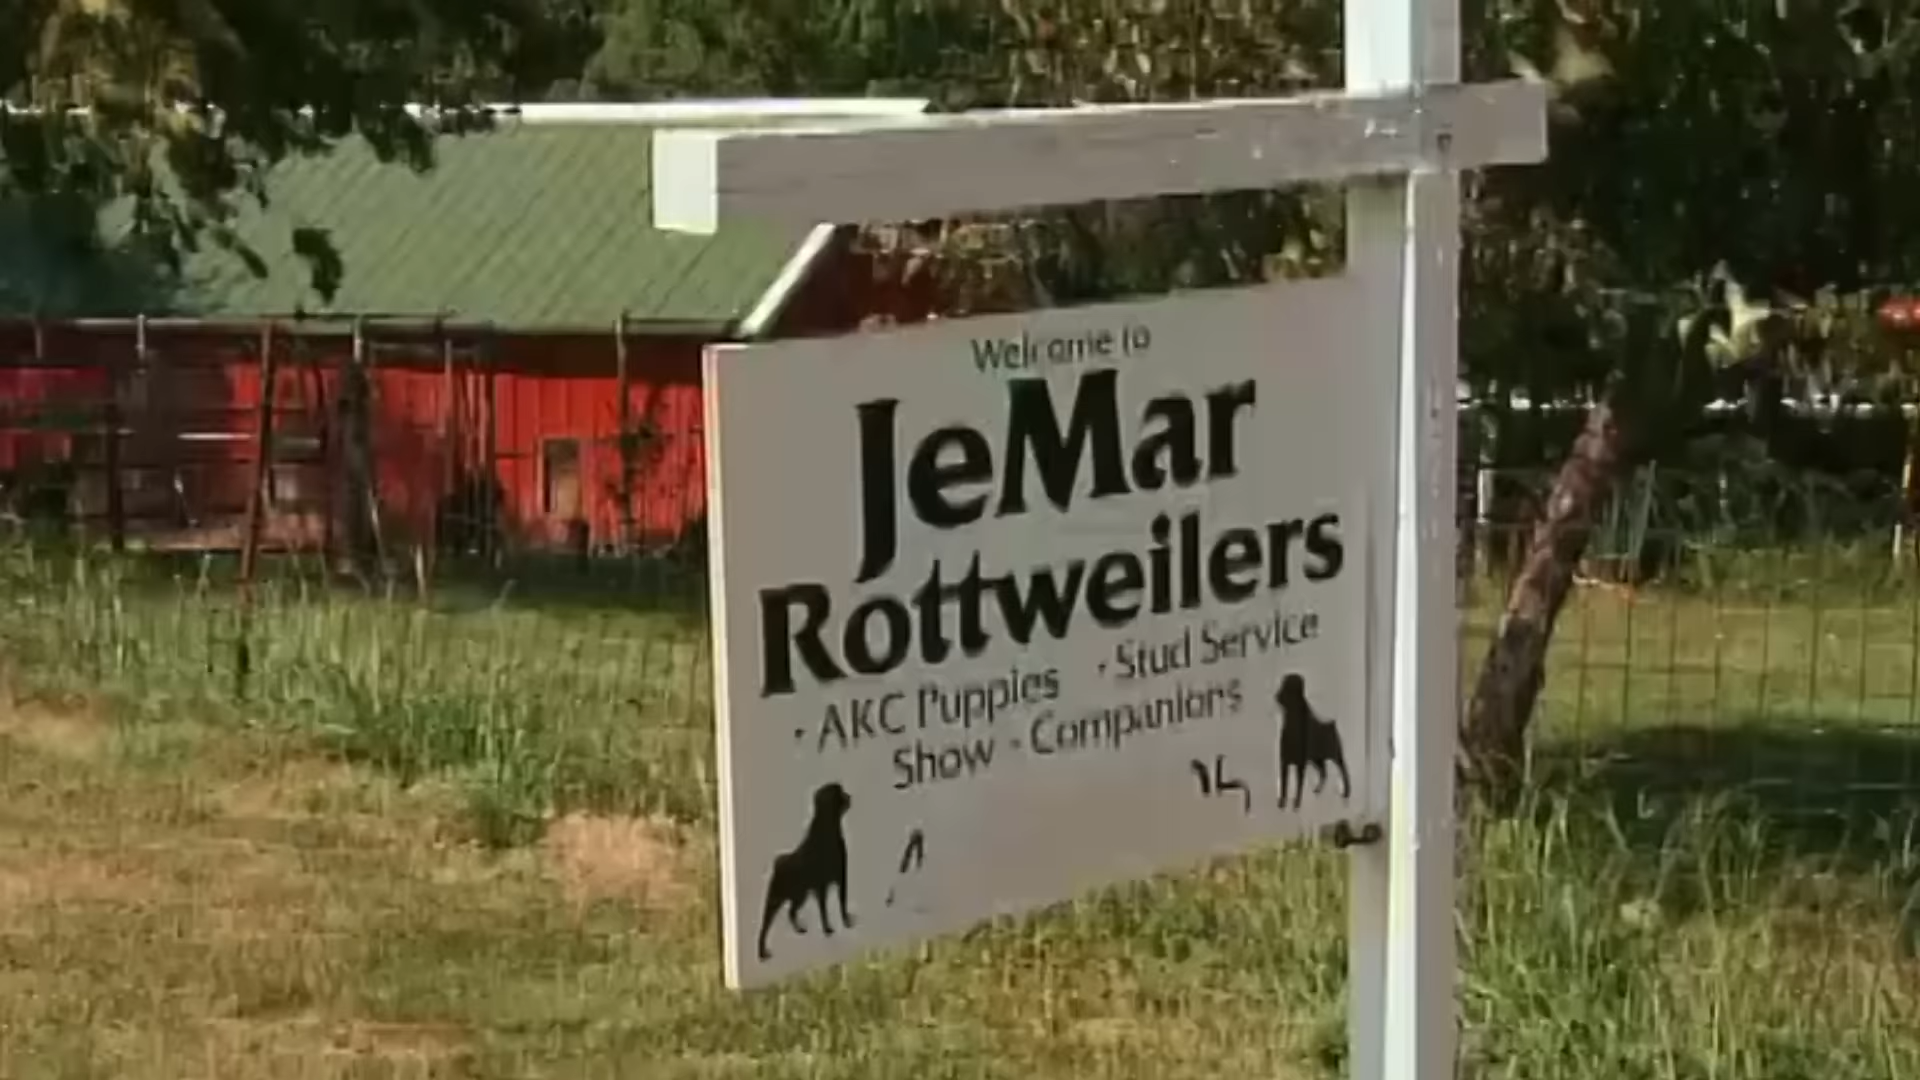 Welcome to
JeMar
Rottweilers
• AKC Puppies • Stud Service
Show • Companions